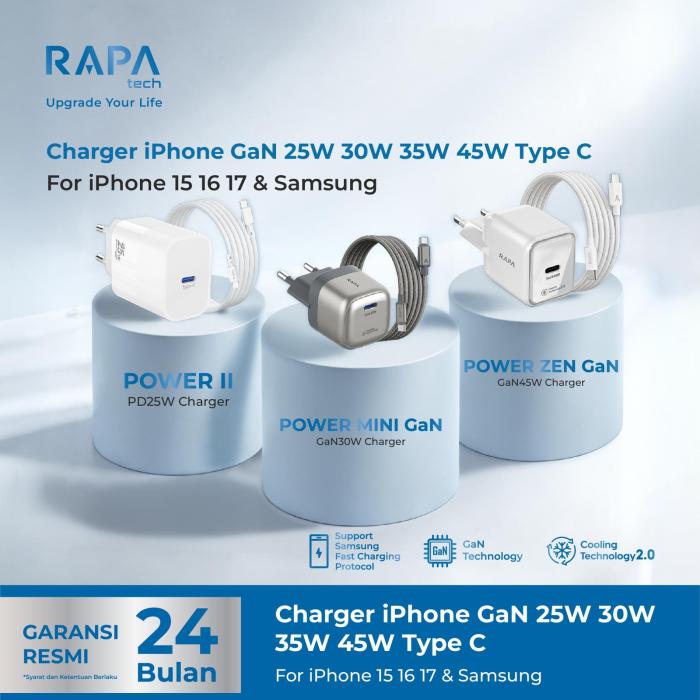 RAPA
tech
Upgrade Your Life
Charger iPhone GaN 25W 30W 35W 45W Type C
For iPhone 15 16 17 & Samsung
RAPA
RAPA
POWER II
PD25W Charger
POWER MINI GaN
GaN30W Charger
POWER ZEN GaN
GaN45W Charger
Support
Samsung
Fast Charging
Protocol
GaN
GaN
Technology
Cooling
Technology2.0
GARANSI
RESMI
*Syarat dan Ketentuan Berlaku
24
Bulan
Charger iPhone GaN 25W 30W
35W 45W Type C
For iPhone 15 16 17 & Samsung